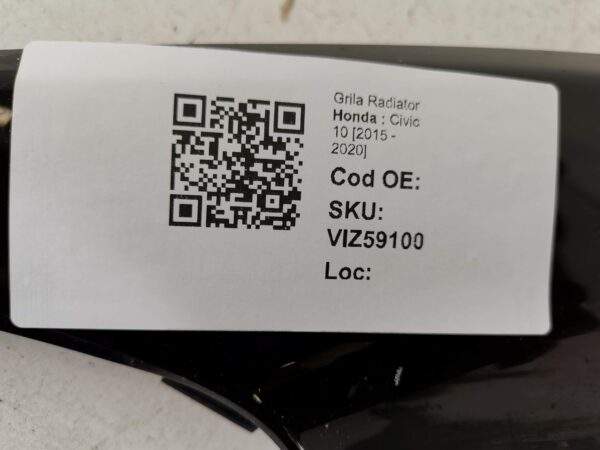 Grila Radiator
Honda : Civic
10 [2015 -
2020]
Cod OE:
SKU:
VIZ59100
Loc: